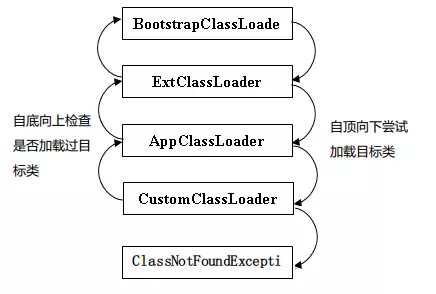 BootstrapClassLoade
ExtClassLoader
自底向上检查
是否加载过目
标类
AppClassLoader
自顶向下尝试
加载目标类
CustomClassLoader
ClassNotFoundExcepti